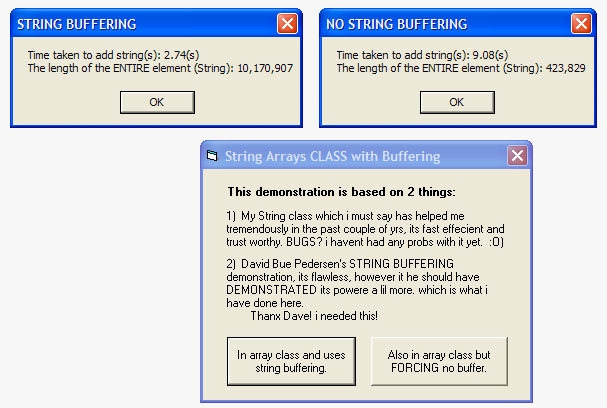 STRING BUFFERING
Time taken to add string(s): 2.74(s)
The length of the ENTIRE element (String): 10,170,907
OK
NO STRING BUFFERING
Time taken to add string(s): 9.08(s)
The length of the ENTIRE element (String): 423,829
OK
String Arrays CLASS with Buffering
This demonstration is based on 2 things:
1) My String class which i must say has helped me
tremendously in the past couple of yrs, its fast effecient and
trust worthy. BUGS? i havent had any probs with it yet. :O)
2) David Bue Pedersen's STRING BUFFERING
demonstration, its flawless, however it he should have
DEMONSTRATED its powere a lil more. which is what i
have done here.
Thanx Dave! i needed this!
In array class and uses
string buffering.
Also in array class but
FORCING no buffer.